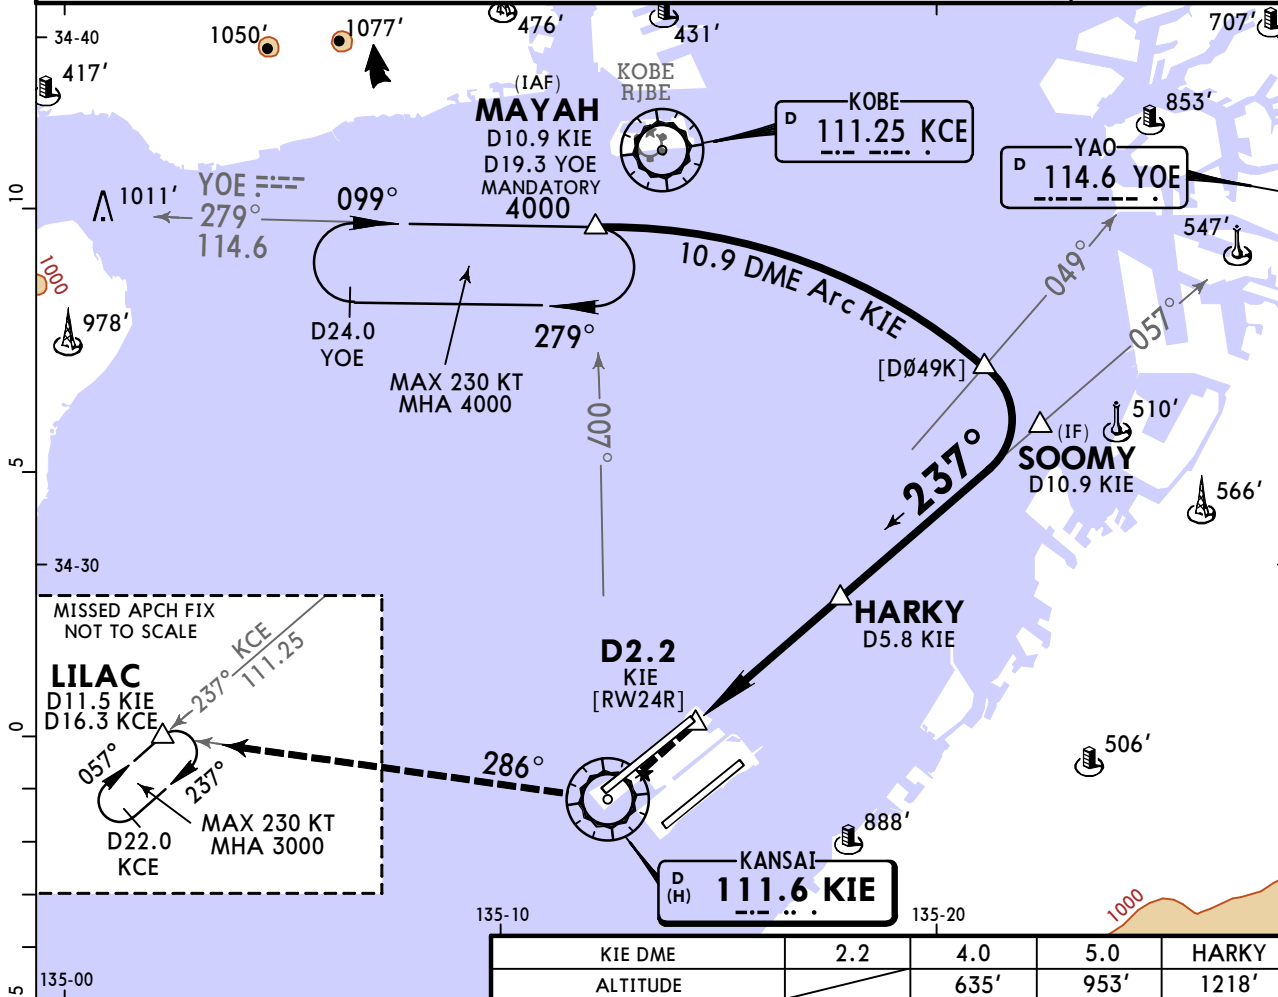 34-40
417'
1050'
1077'
476'
431'
707'
KOBE
RJBE
(IAF)
MAYAH
D10.9 KIE
D19.3 YOE
MANDATORY
4000
KOBE
D 111.25 KCE
853'
YAO
D 114.6 YOE
10
1011'
YOE
279°
114.6
099°
547'
1000
10.9 DME Arc KIE
049°
057°
978'
D24.0
YOE
279°
MAX 230 KT
MHA 4000
[DØ49K]
007°
510'
(IF)
SOOMY
D10.9 KIE
237°
5
566'
34-30
MISSED APCH FIX
NOT TO SCALE
HARKY
D5.8 KIE
KCE
237°
111.25
LILAC
D11.5 KIE
D16.3 KCE
D2.2
KIE
[RW24R]
0
506'
057°
237°
286°
MAX 230 KT
MHA 3000
D22.0
KCE
888'
KANSAI
D
(H)
111.6 KIE
1000
135-10
135-20
KIE DME 2.2 4.0 5.0 HARKY
ALTITUDE 635' 953' 1218'
135-00
5